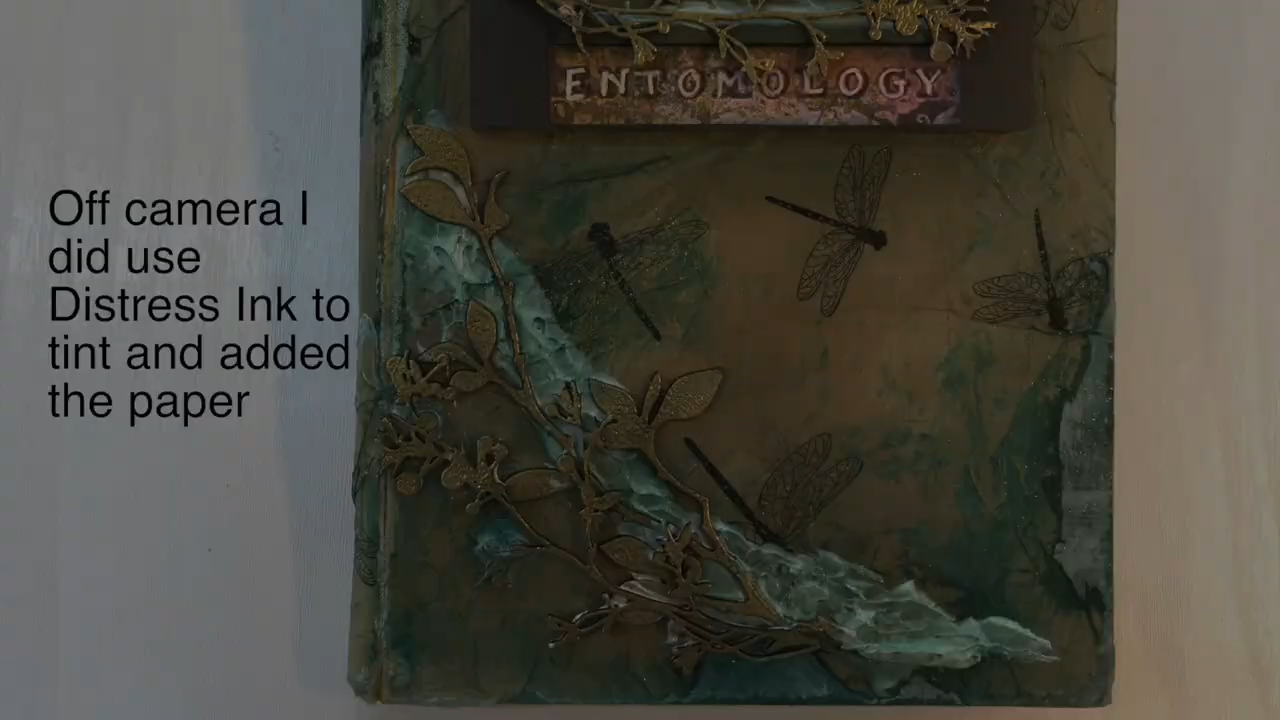 ENTOMOLOGY
Off camera I
did use
Distress Ink to
tint and added
the paper